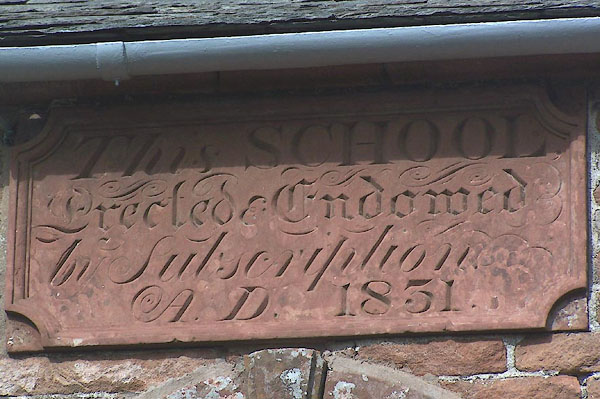 This SCHOOL
Erected & Endowed
by Subscription
A.D. 1831.